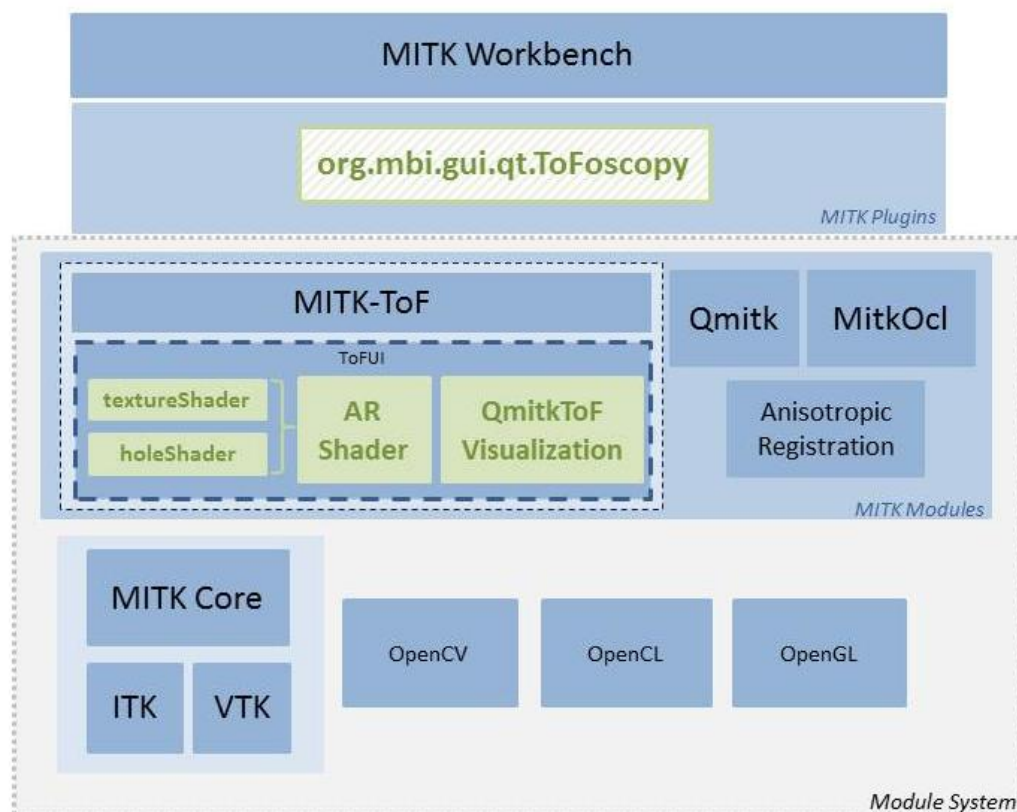 MITK Workbench
org.mbi.gui.qt.ToFoscopy
MITK Plugins
MITK-ToF
Qmitk
MitkOcl
ToFUI
textureShader
holeShader
AR
Shader
QmitkToF
Visualization
Anisotropic
Registration
MITK Modules
MITK Core
ITK
VTK
OpenCV
OpenCL
OpenGL
Module System